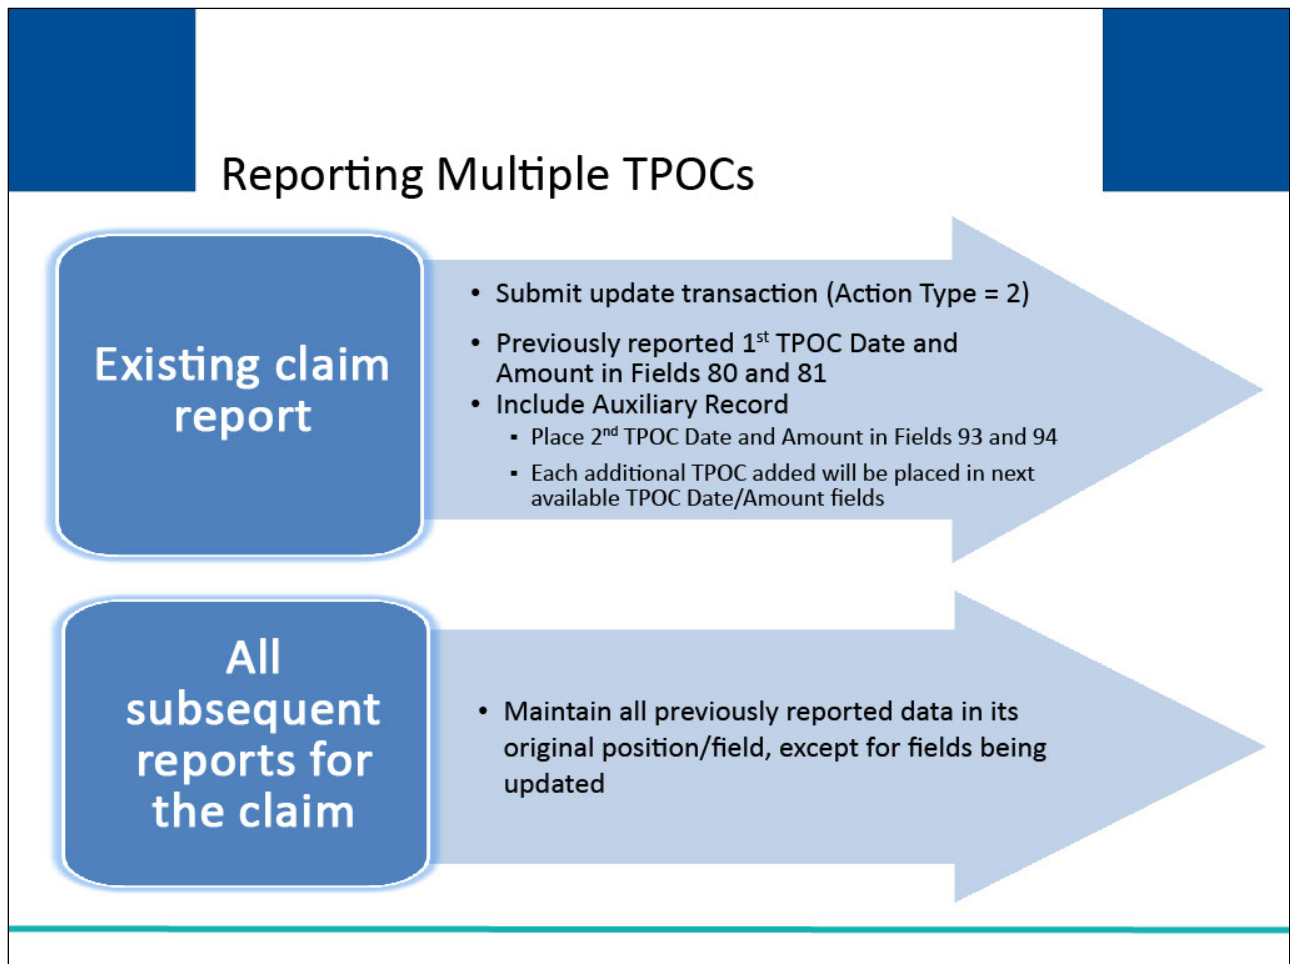 Reporting Multiple TPOCs
Existing claim
report
• Submit update transaction (Action Type = 2)
• Previously reported 1st TPOC Date and
Amount in Fields 80 and 81
• Include Auxiliary Record
▪ Place 2nd TPOC Date and Amount in Fields 93 and 94
▪ Each additional TPOC added will be placed in next
available TPOC Date/Amount fields
All
subsequent
reports for
the claim
• Maintain all previously reported data in its
original position/field, except for fields being
updated